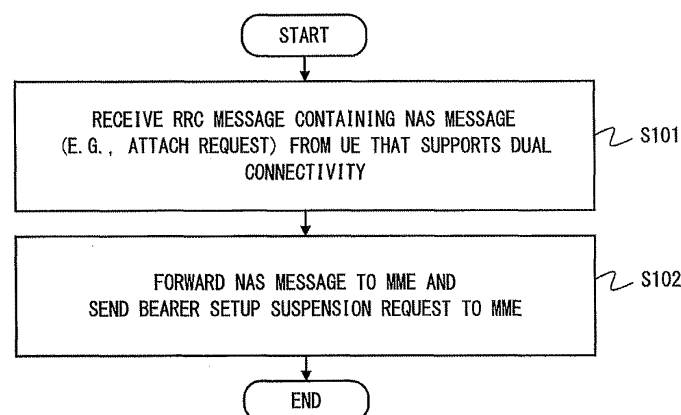 START
RECEIVE RRC MESSAGE CONTAINING NAS MESSAGE
(E.G., ATTACH REQUEST) FROM UE THAT SUPPORTS DUAL
CONNECTIVITY
S101
FORWARD NAS MESSAGE TO MME AND
SEND BEARER SETUP SUSPENSION REQUEST TO MME
S102
END